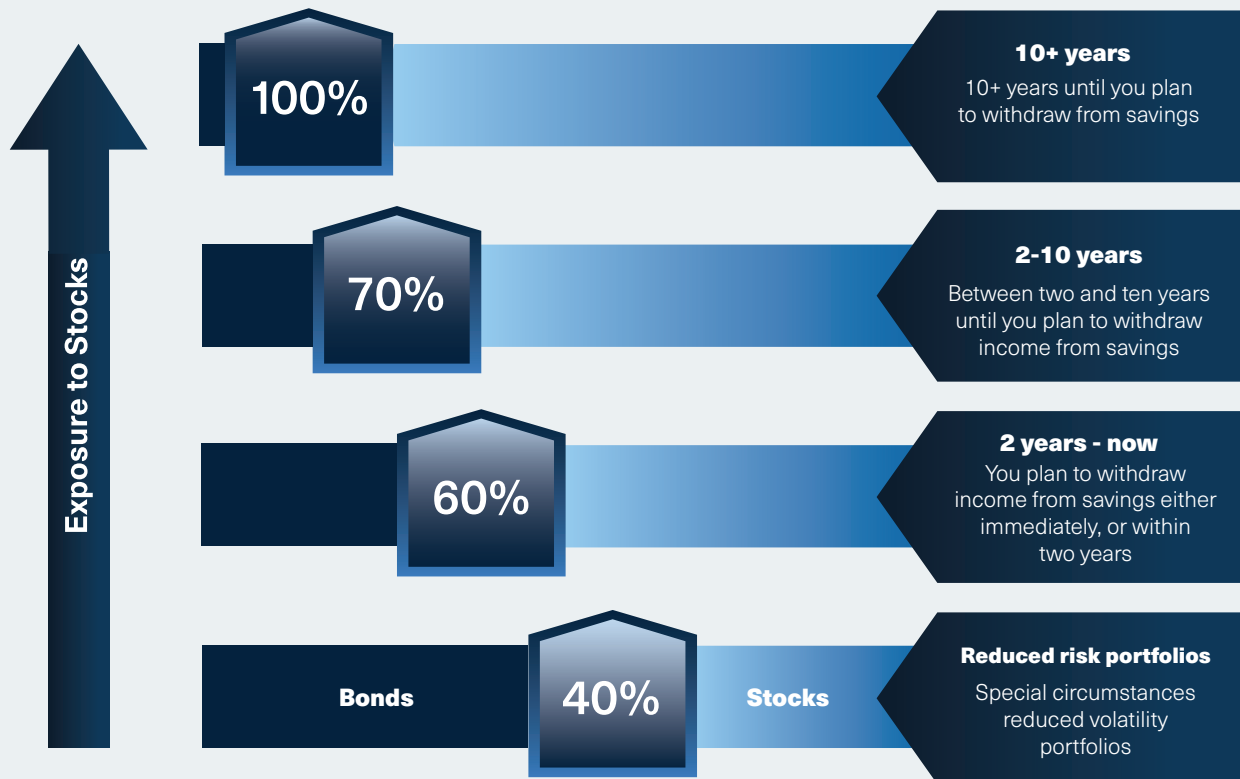 Exposure to Stocks
100%
10+ years
10+ years until you plan
to withdraw from savings
70%
2-10 years
Between two and ten years
until you plan to withdraw
income from savings
60%
2 years - now
You plan to withdraw
income from savings either
immediately, or within
two years
Bonds
40%
Stocks
Reduced risk portfolios
Special circumstances
reduced volatility
portfolios